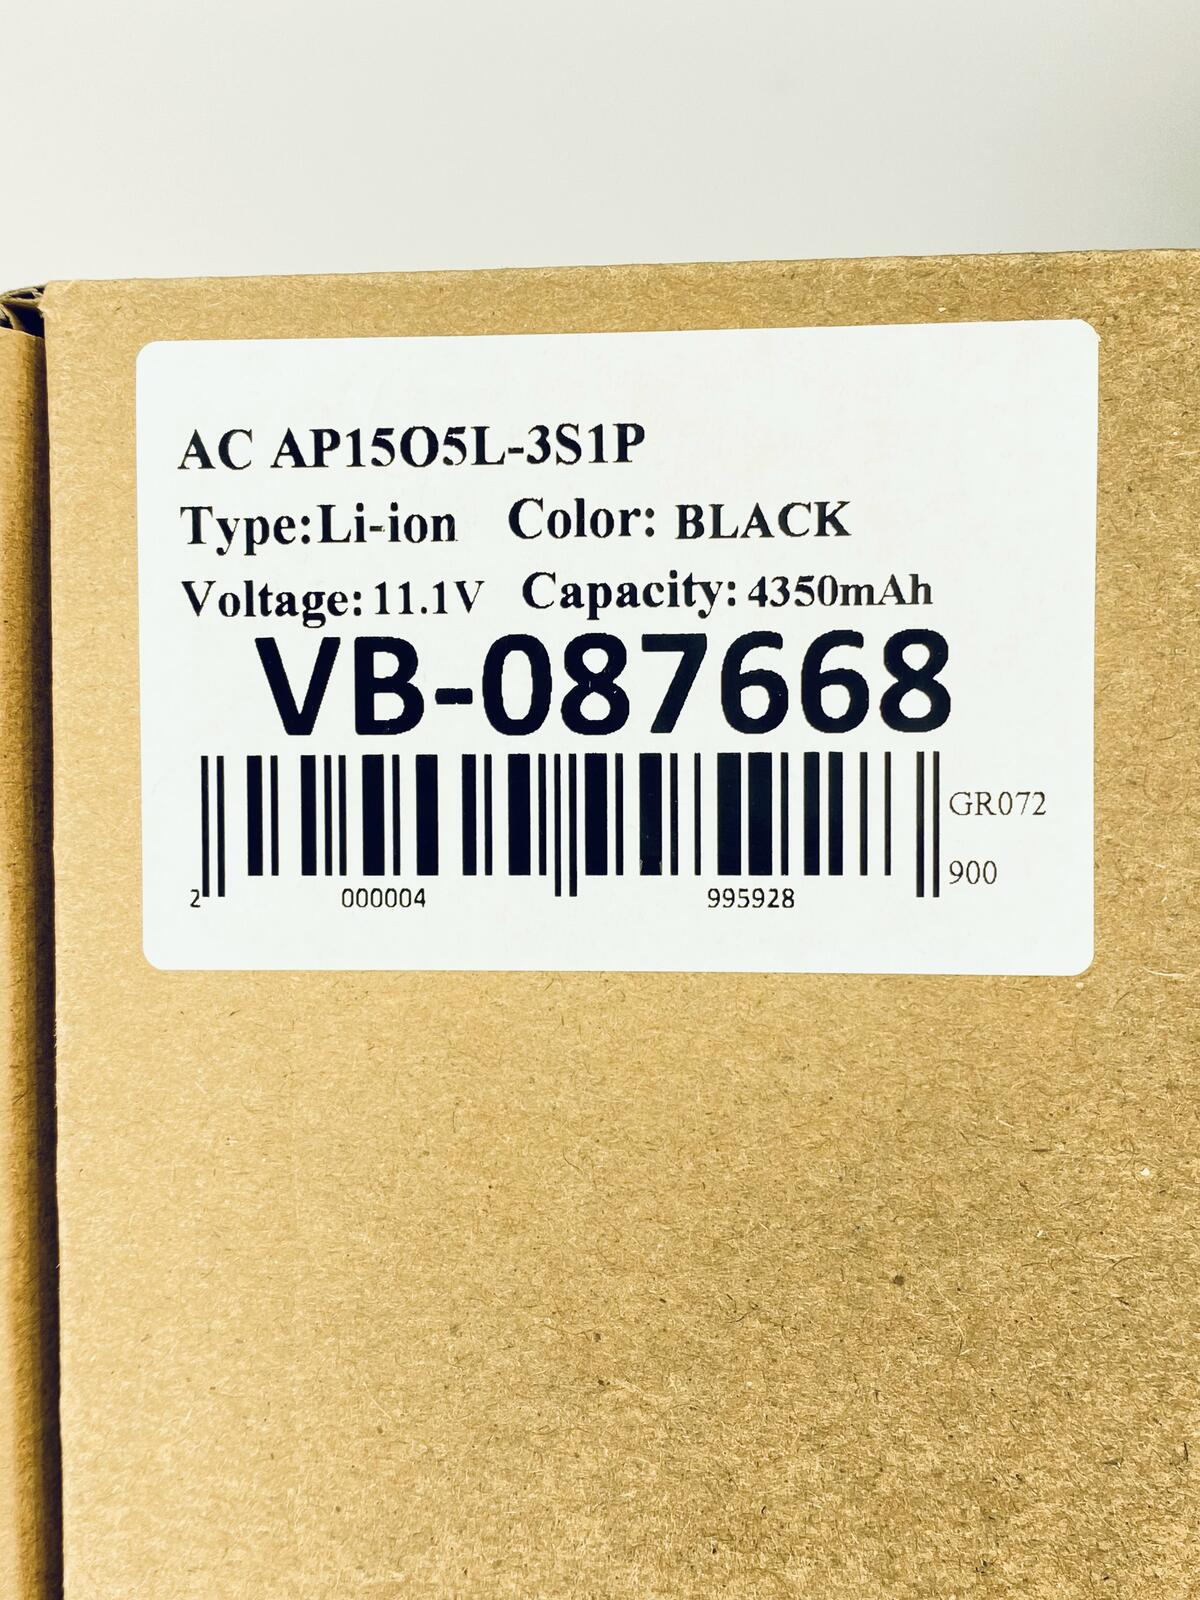 AC AP15O5L-3S1P
Type:Li-ion Color: BLACK
Voltage: 11.1V Capacity: 4350mAh
VB-087668
GR072
900
2 000004 995928